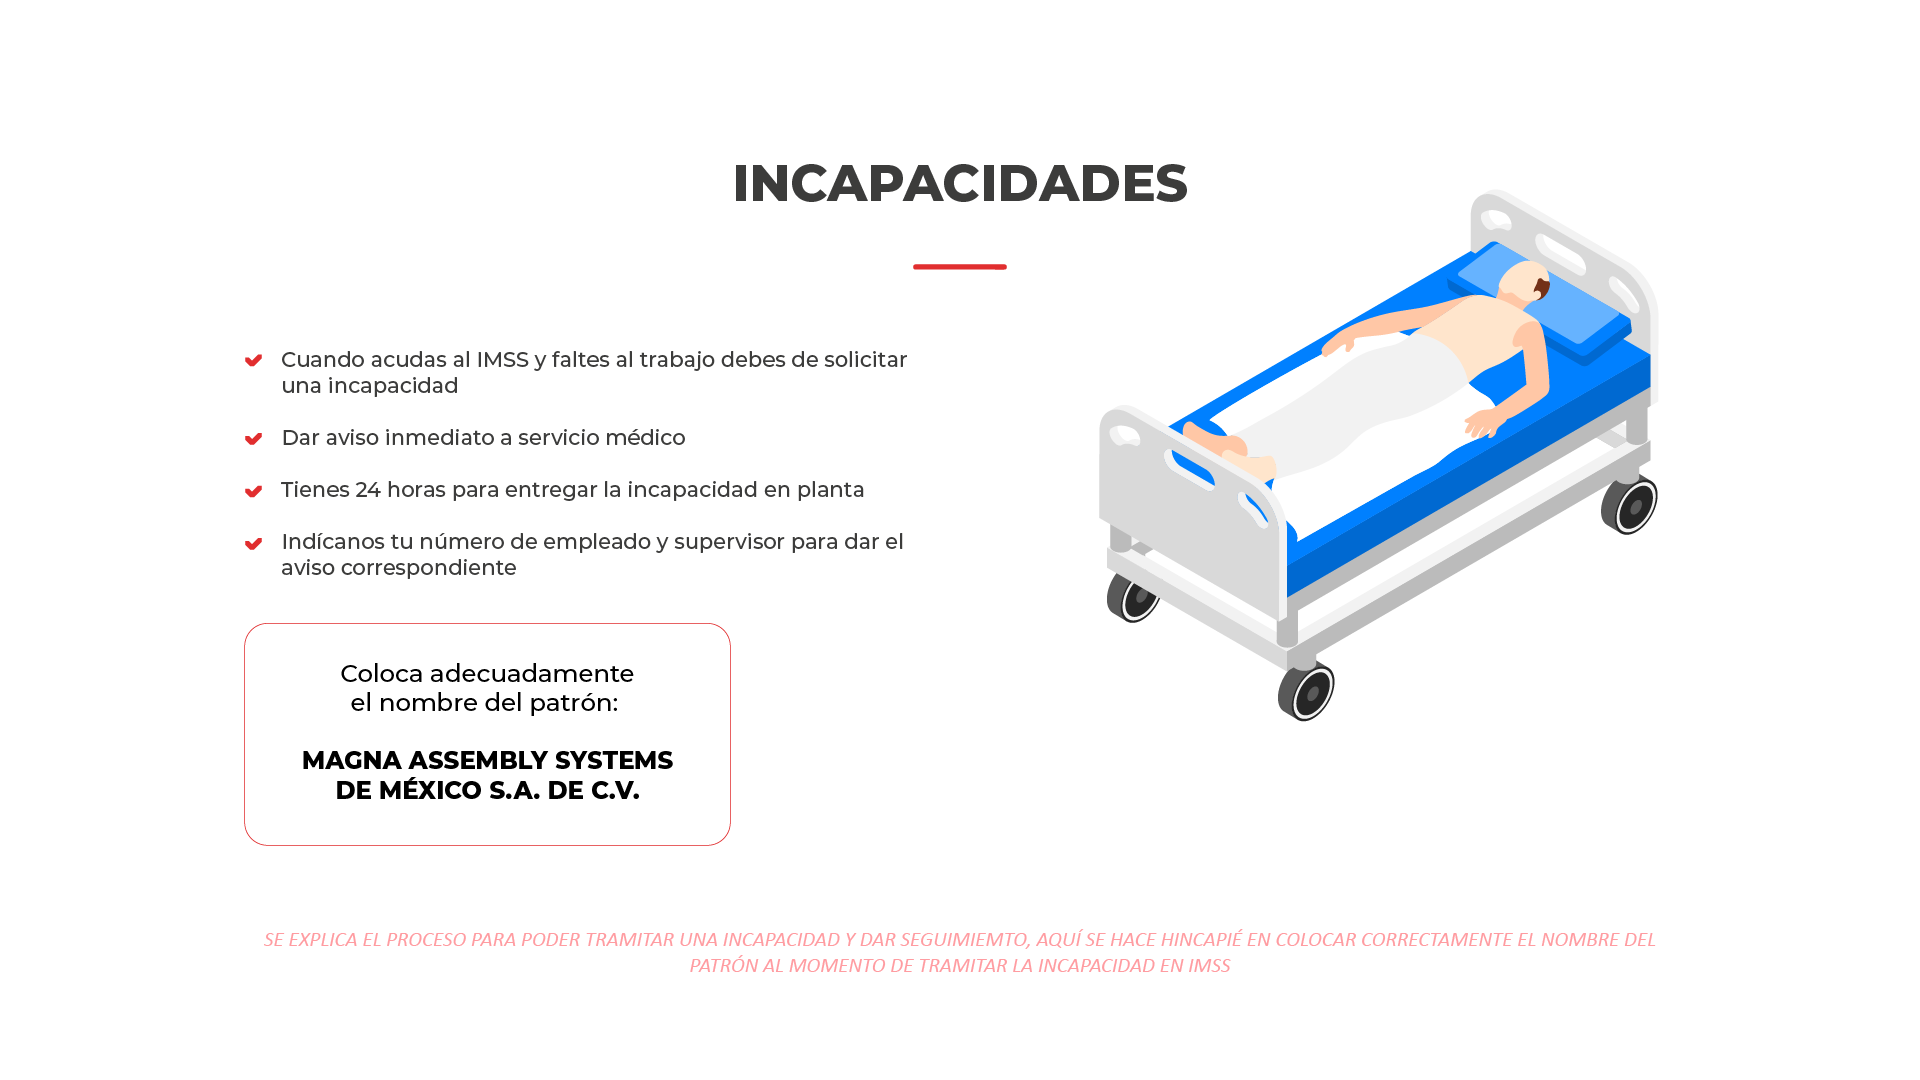 INCAPACIDADES
Cuando acudas al IMSS y faltes al trabajo debes de solicitar
una incapacidad
Dar aviso inmediato a servicio médico
Tienes 24 horas para entregar la incapacidad en planta
Indícanos tu número de empleado y supervisor para dar el
aviso correspondiente
Coloca adecuadamente
el nombre del patrón:
MAGNA ASSEMBLY SYSTEMS
DE MÉXICO S.A. DE C.V.
SE EXPLICA EL PROCESO PARA PODER TRAMITAR UNA INCAPACIDAD Y DAR SEGUIMIEMTO, AQUÍ SE HACE HINCAPIÉ EN COLOCAR CORRECTAMENTE EL NOMBRE DEL
PATRÓN AL MOMENTO DE TRAMITAR LA INCAPACIDAD EN IMSS